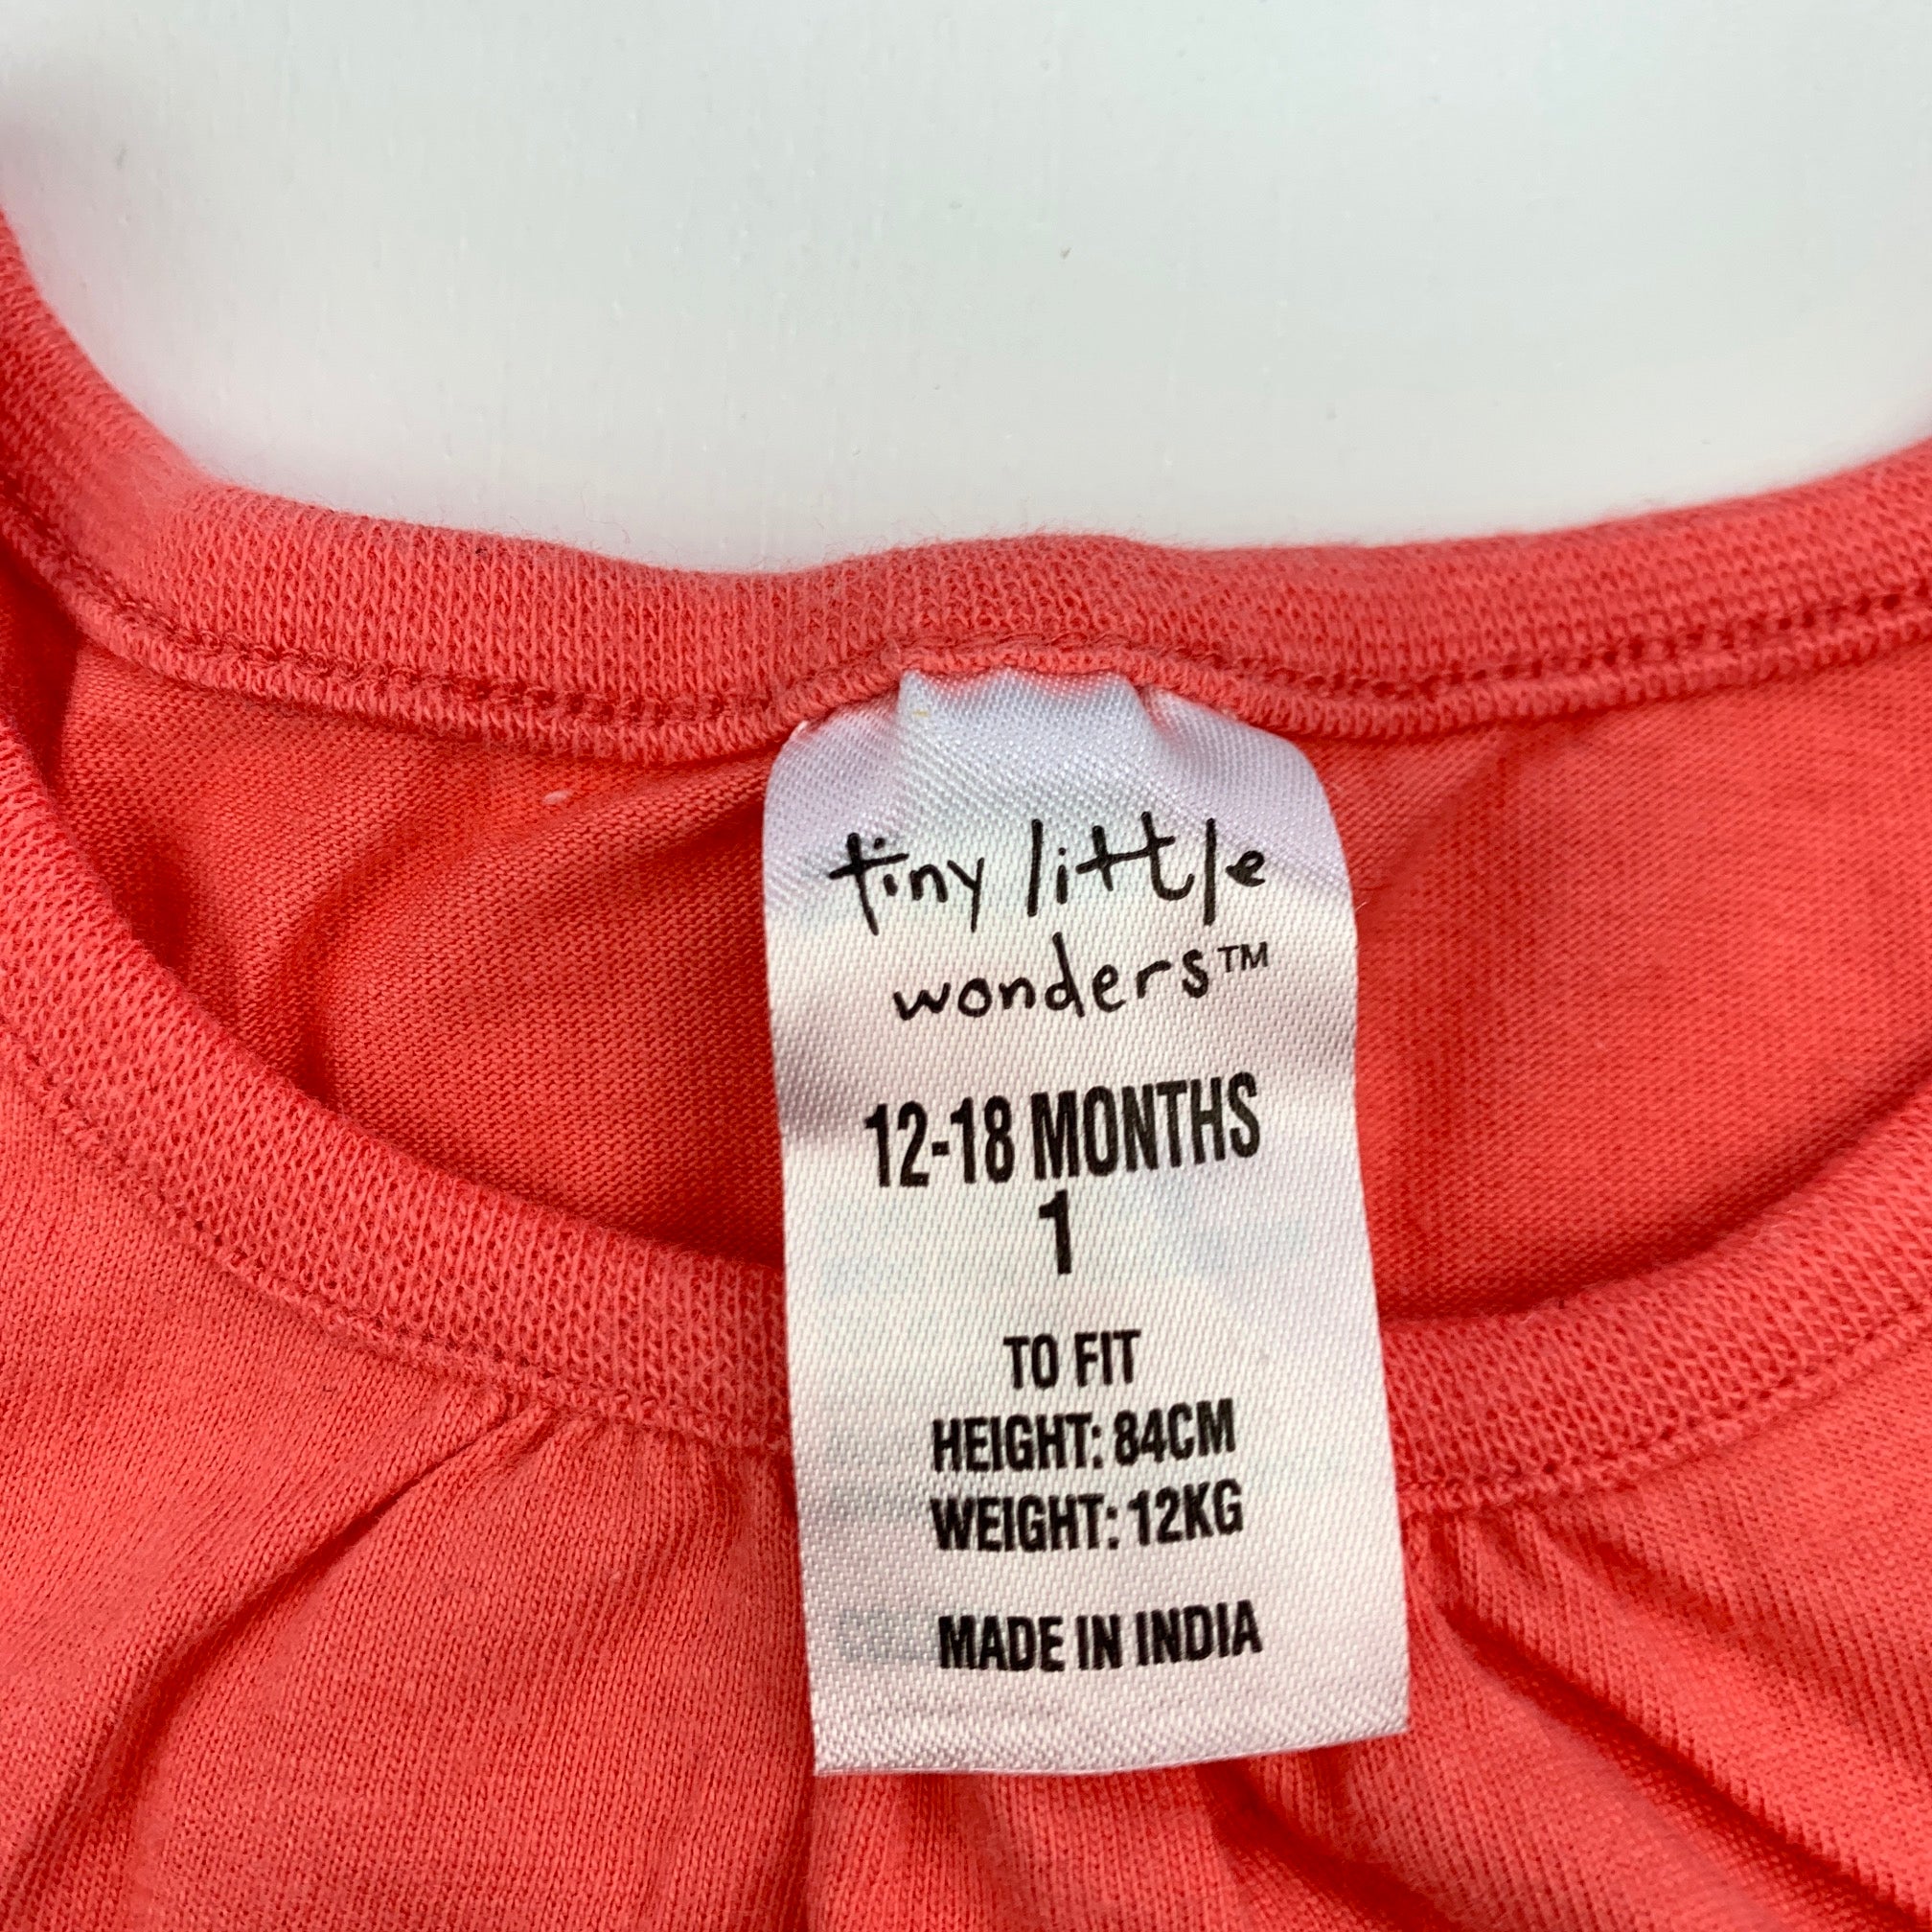 tiny little
wonders™
12-18 MONTHS
1
TO FIT
HEIGHT: 84CM
WEIGHT: 12KG
MADE IN INDIA